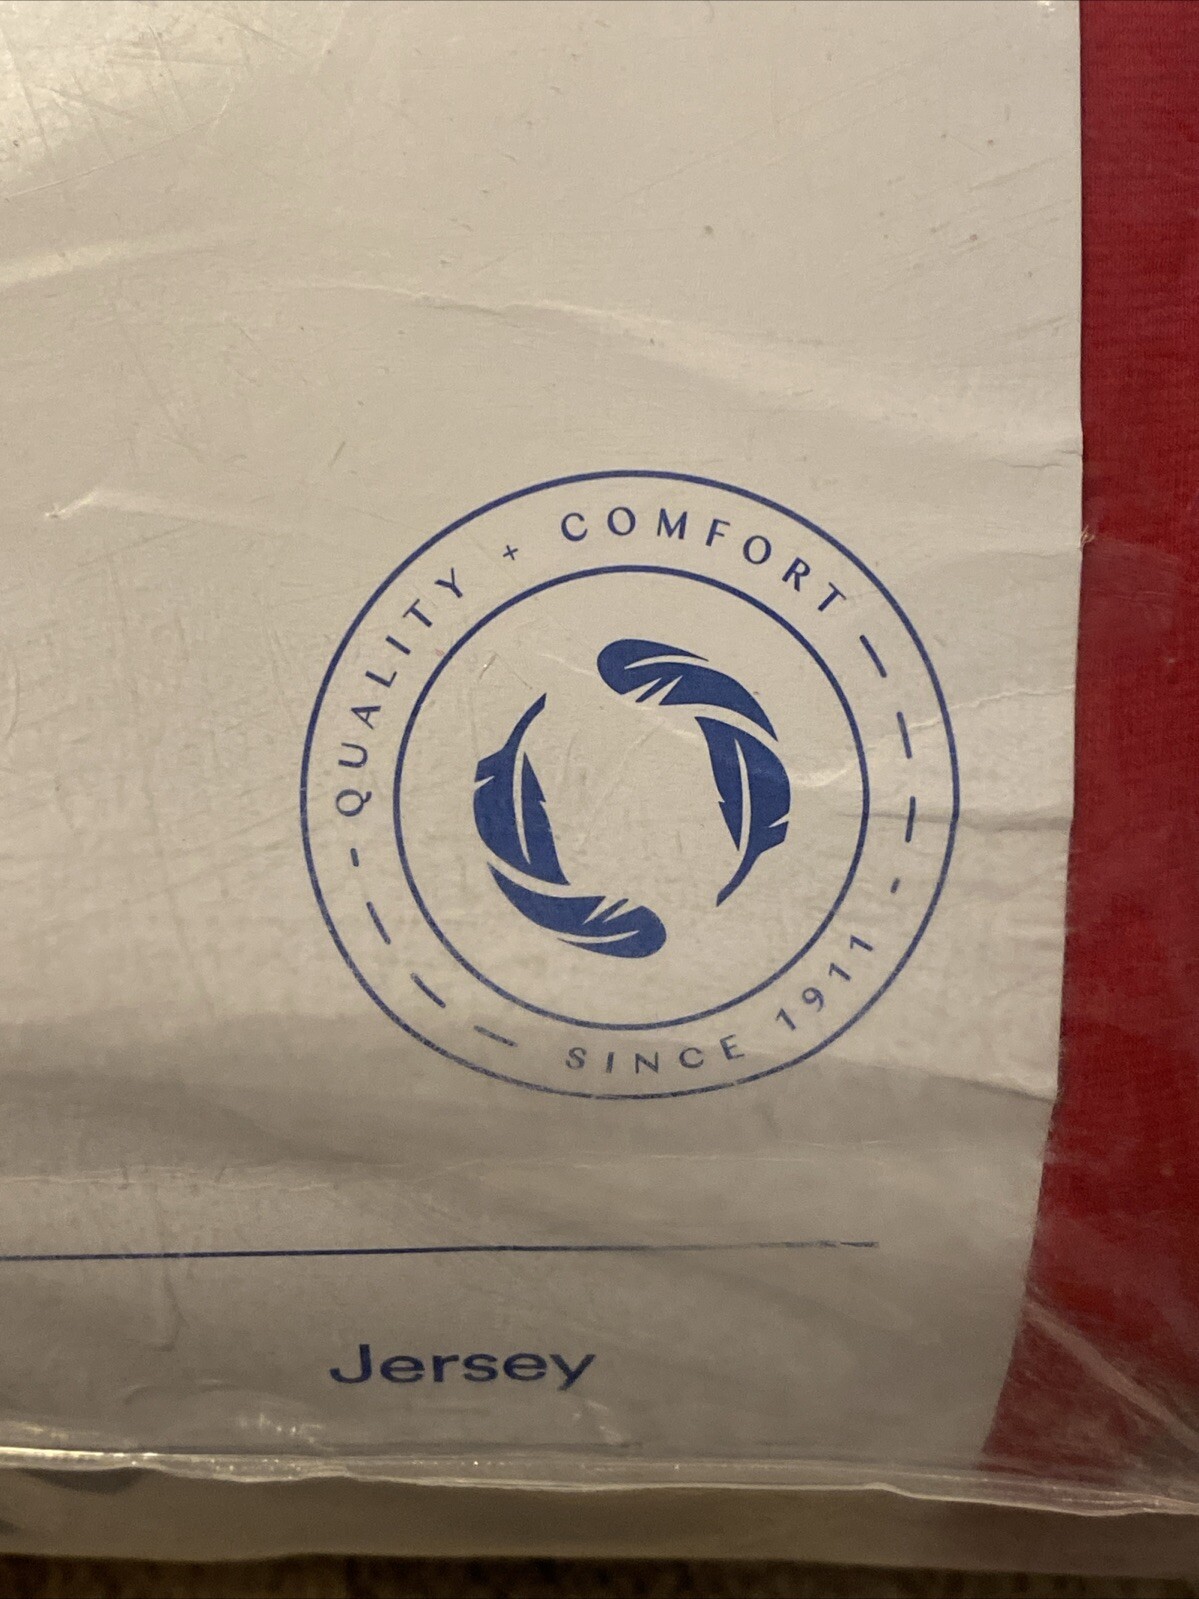 QUALITY + COMFORT
SINCE 1911
Jersey